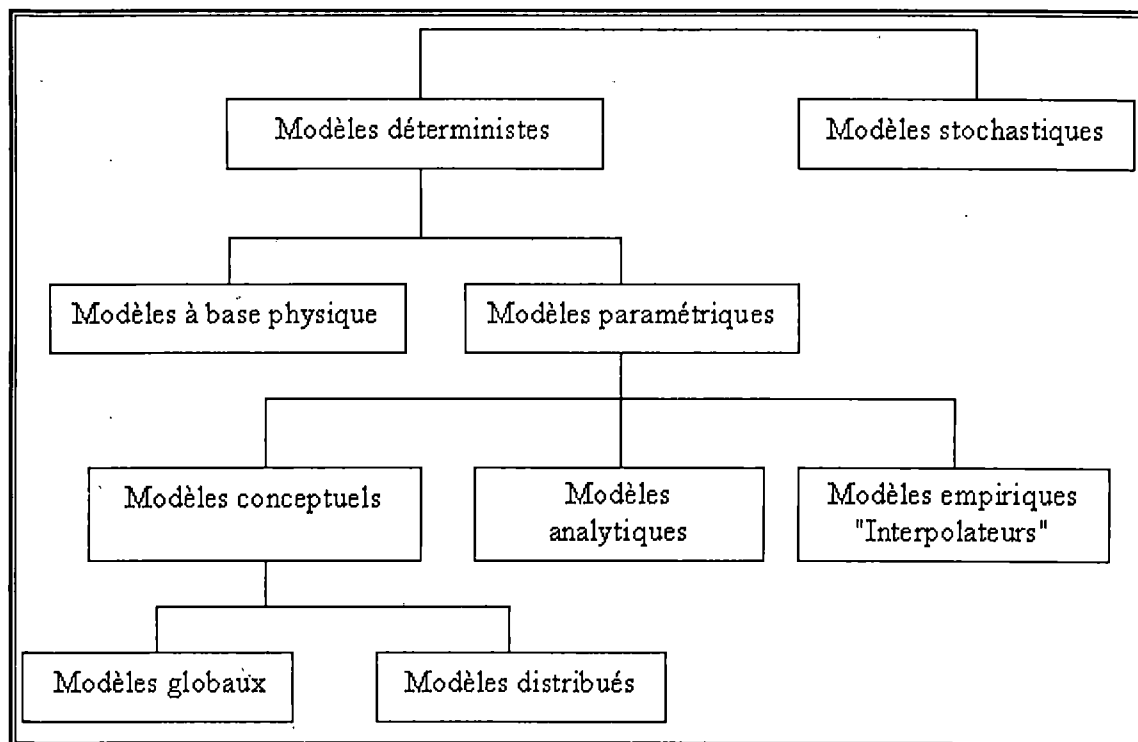 Modèles déterministes
Modèles stochastiques
Modèles à base physique
Modèles paramétriques
Modèles conceptuels
Modèles
analytiques
Modèles empiriques
"Interpolateurs"
Modèles globaux
Modèles distribués